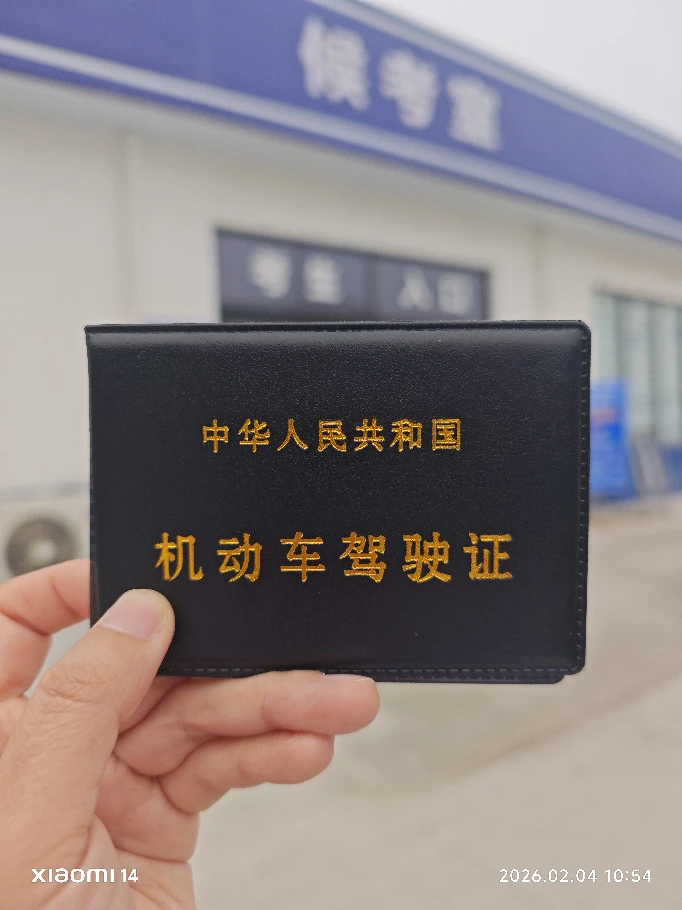 候考室
考生 入口
中华人民共和国
机动车驾驶证
xiaomi 14
2026.02.04 10:54